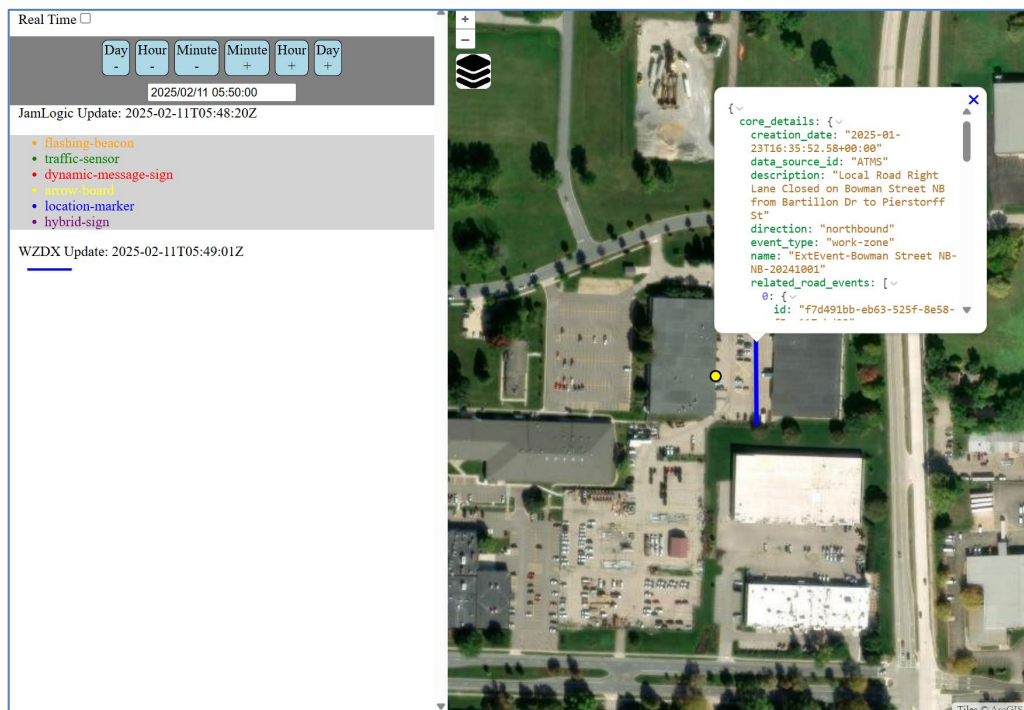 Real Time
Day
-
Hour
-
Minute
-
Minute
+
Hour
+
Day
+
2025/02/11 05:50:00
JamLogic Update: 2025-02-11T05:48:20Z
flashing-beacon
traffic-sensor
dynamic-message-sign
arrow-board
location-marker
hybrid-sign
WZDX Update: 2025-02-11T05:49:01Z
+
−
{
core_details: {
creation_date: "2025-01-
23T16:35:52.58+00:00"
data_source_id: "ATMS"
description: "Local Road Right
Lane Closed on Bowman Street NB
from Bartillon Dr to Pierstorff
St"
direction: "northbound"
event_type: "work-zone"
name: "ExtEvent-Bowman Street NB-
NB-20241001"
related_road_events: [
0: {
id: "f7d491bb-eb63-525f-8e58-
Tiles © ArcGIS